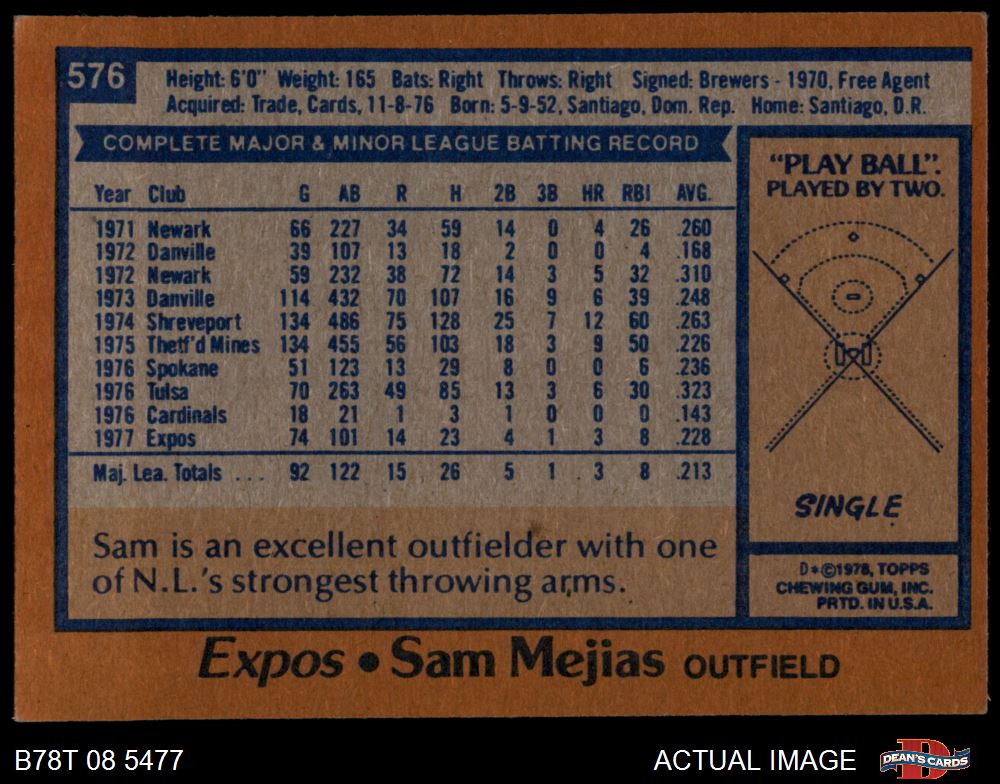 576
Height: 6'0" Weight: 165 Bats: Right Throws: Right Signed: Brewers - 1970, Free Agent
Acquired: Trade, Cards, 11-8-76 Born: 5-9-52, Santiago, Dom. Rep. Home: Santiago, D.R.
COMPLETE MAJOR & MINOR LEAGUE BATTING RECORD
Year Club G AB R H 2B 3B HR RBI AVG.
1971 Newark 66 227 34 59 14 0 4 26 .260
1972 Danville 39 107 13 18 2 0 0 4 .168
1972 Newark 59 232 38 72 14 3 5 32 .310
1973 Danville 114 432 70 107 16 9 6 39 .248
1974 Shreveport 134 486 75 128 25 7 12 60 .263
1975 Thetf'd Mines 134 455 56 103 18 3 9 50 .226
1976 Spokane 51 123 13 29 8 0 0 6 .236
1976 Tulsa 70 263 49 85 13 3 6 30 .323
1976 Cardinals 18 21 1 3 1 0 0 0 .143
1977 Expos 74 101 14 23 4 1 3 8 .228
Maj. Lea. Totals ... 92 122 15 26 5 1 3 8 .213
Sam is an excellent outfielder with one
of N.L.'s strongest throwing arms.
"PLAY BALL".
PLAYED BY TWO.
SINGLE
D*©1978, TOPPS
CHEWING GUM, INC.
PRTD. IN U.S.A.
Expos • Sam Mejias OUTFIELD
B78T 08 5477
ACTUAL IMAGE
D
DEAN'S CARDS